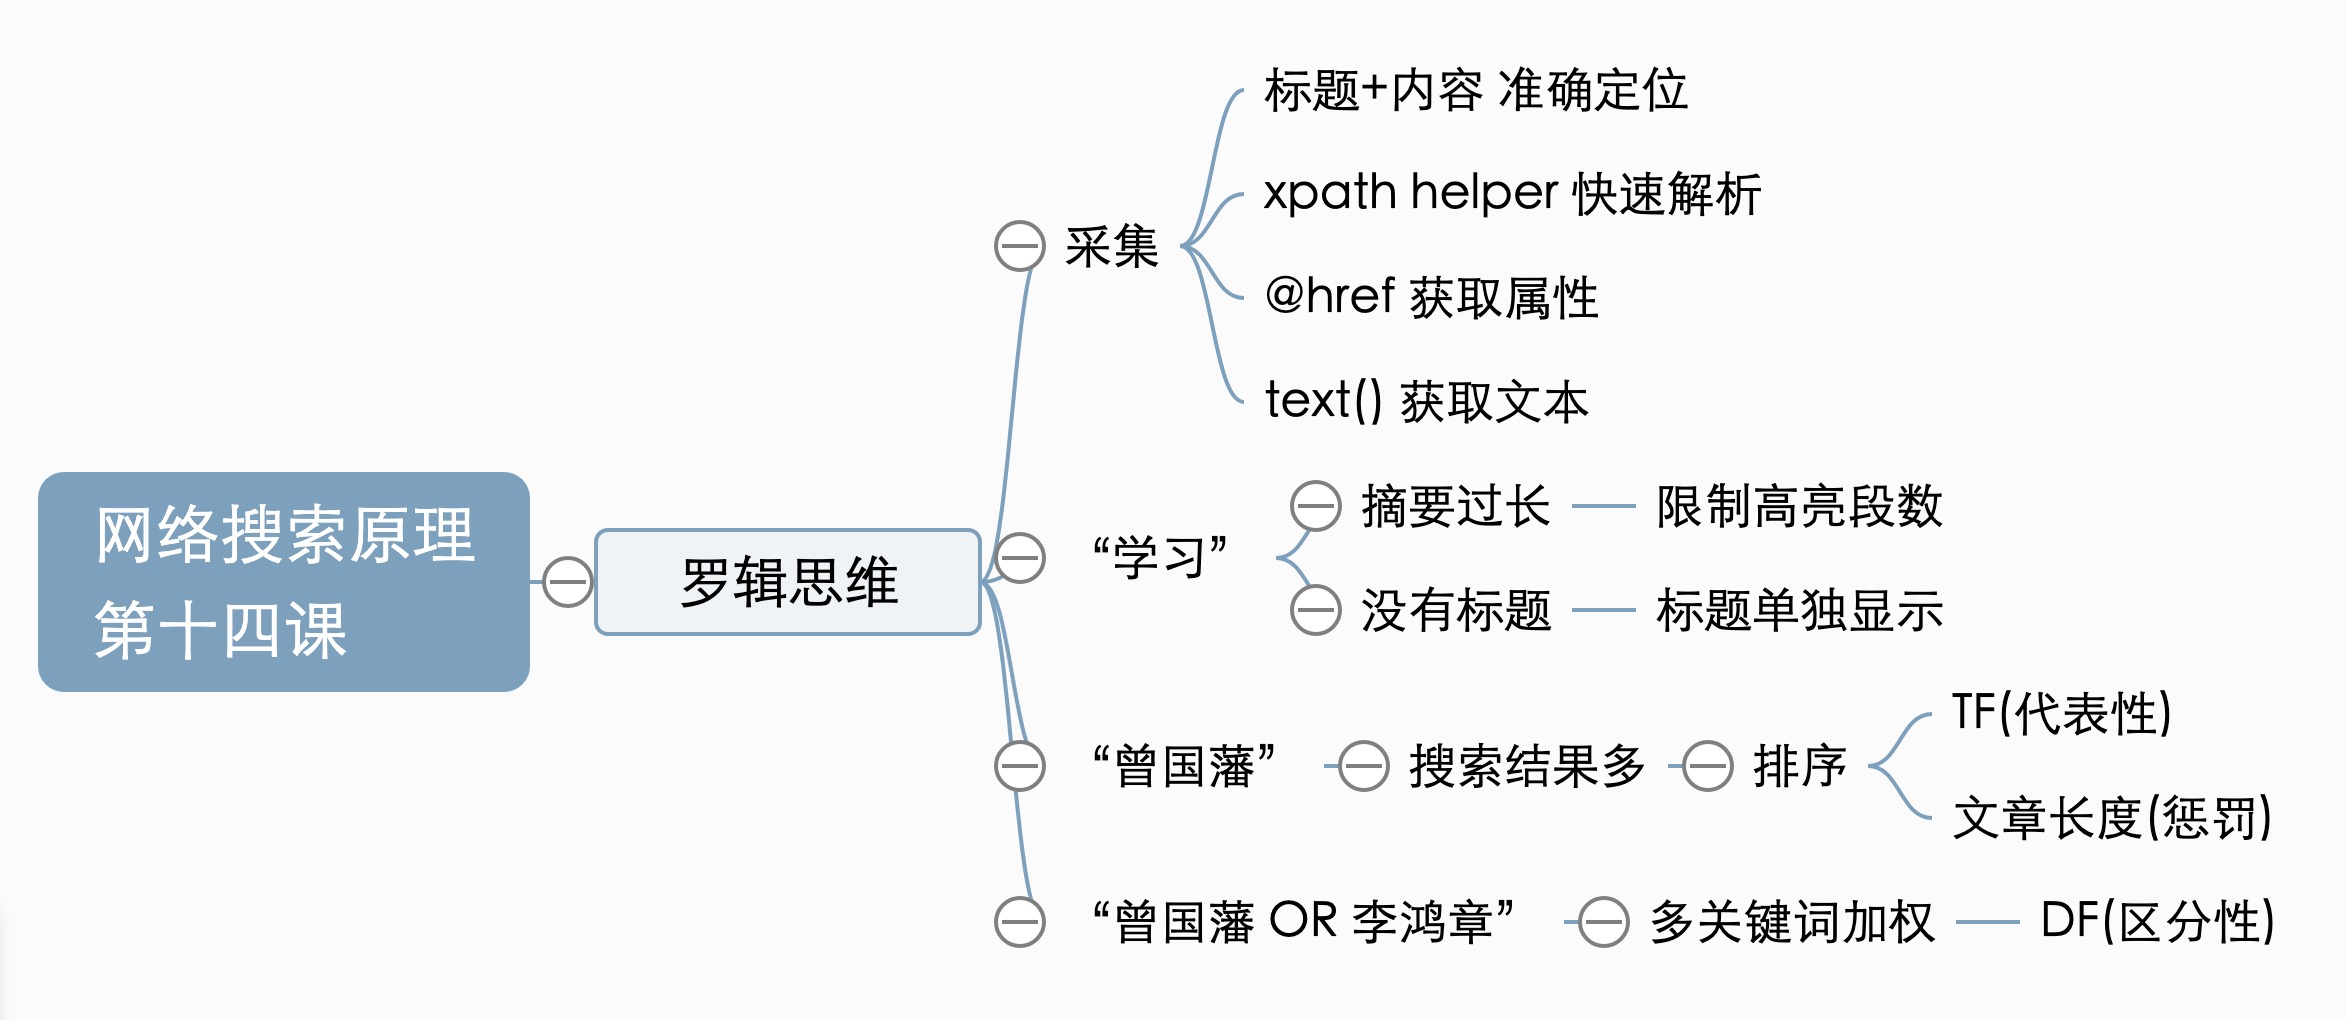 标题+内容 准确定位
xpath helper 快速解析
采集
@href 获取属性
text() 获取文本
网络搜索原理
第十四课
罗辑思维
“学习”
摘要过长
限制高亮段数
没有标题
标题单独显示
“曾国藩”
搜索结果多
排序
TF(代表性)
文章长度(惩罚)
“曾国藩 OR 李鸿章”
多关键词加权
DF(区分性)